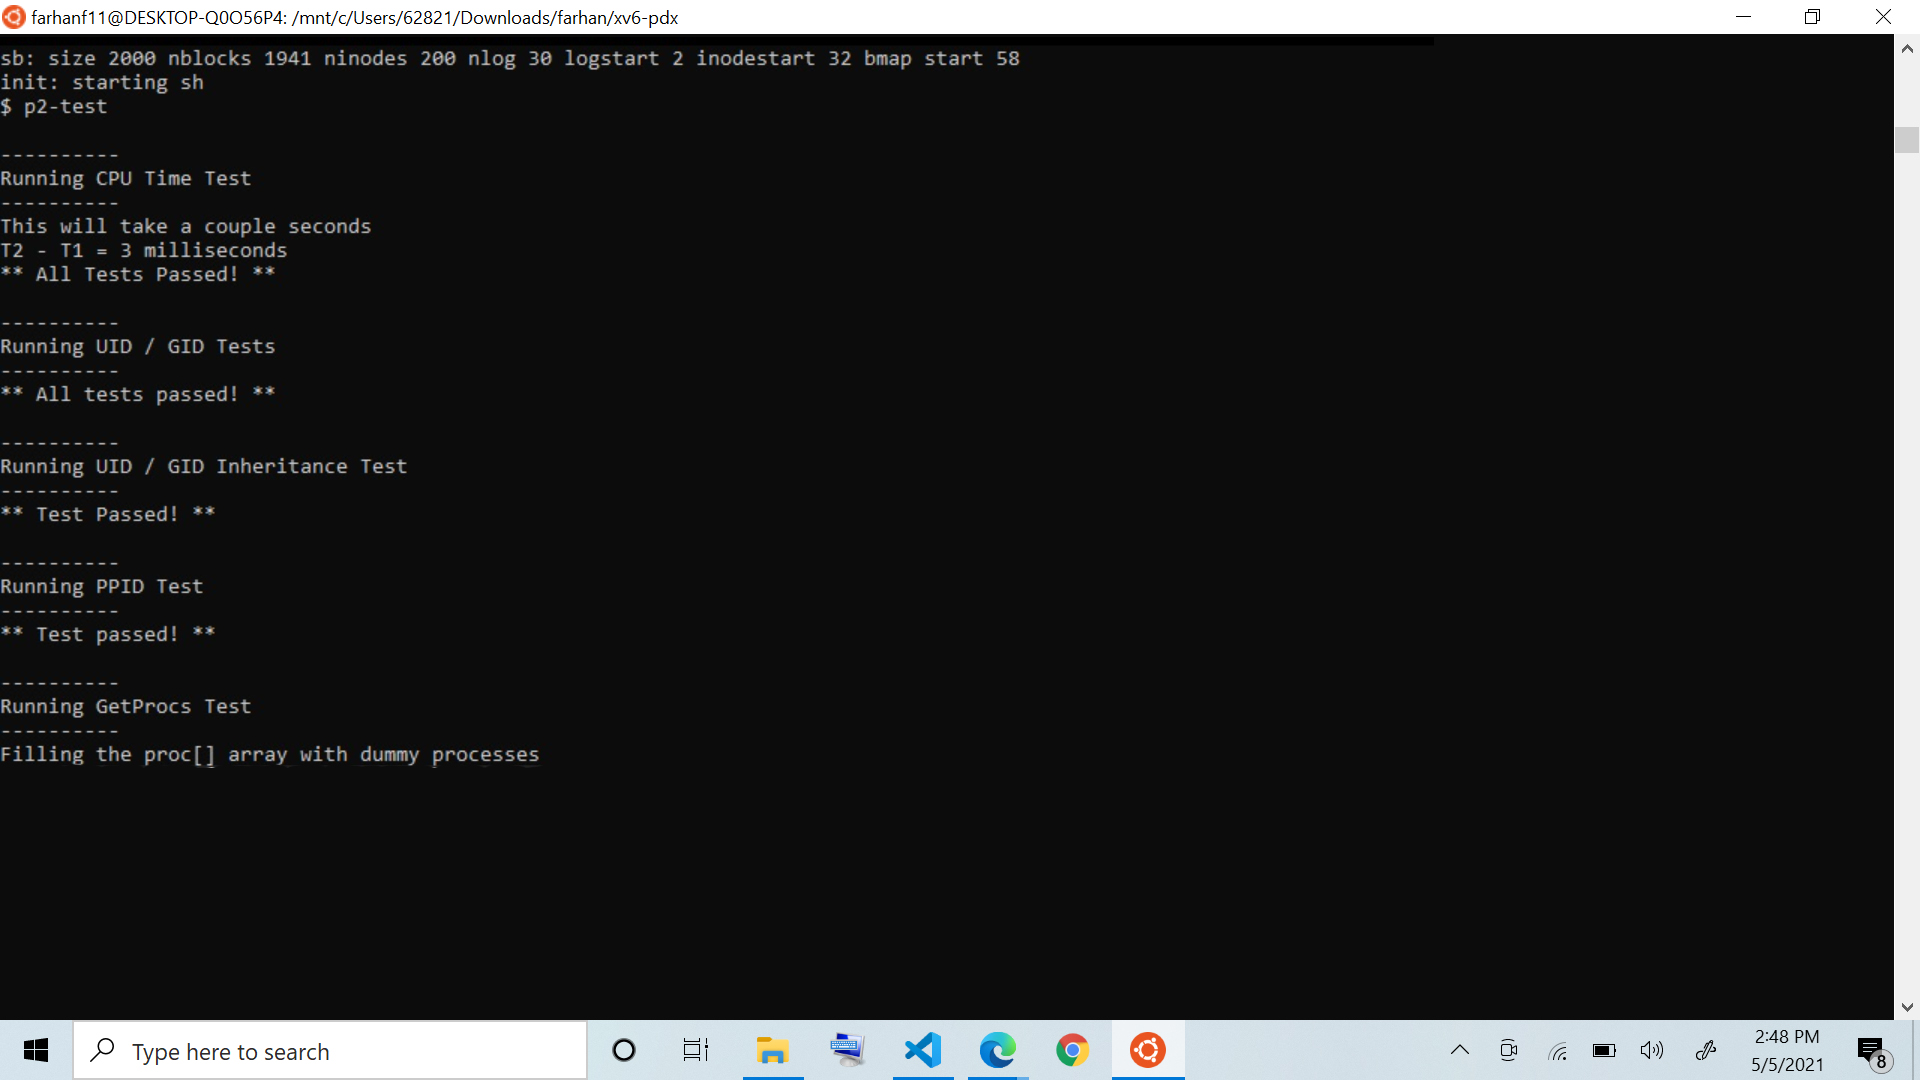 farhanf11@DESKTOP-Q0O56P4: /mnt/c/Users/62821/Downloads/farhan/xv6-pdx
sb: size 2000 nblocks 1941 ninodes 200 nlog 30 logstart 2 inodestart 32 bmap start 58
init: starting sh
$ p2-test
----------
Running CPU Time Test
----------
This will take a couple seconds
T2 - T1 = 3 milliseconds
** All Tests Passed! **
----------
Running UID / GID Tests
----------
** All tests passed! **
----------
Running UID / GID Inheritance Test
----------
** Test Passed! **
----------
Running PPID Test
----------
** Test passed! **
----------
Running GetProcs Test
----------
Filling the proc[] array with dummy processes
Type here to search
2:48 PM
5/5/2021
8